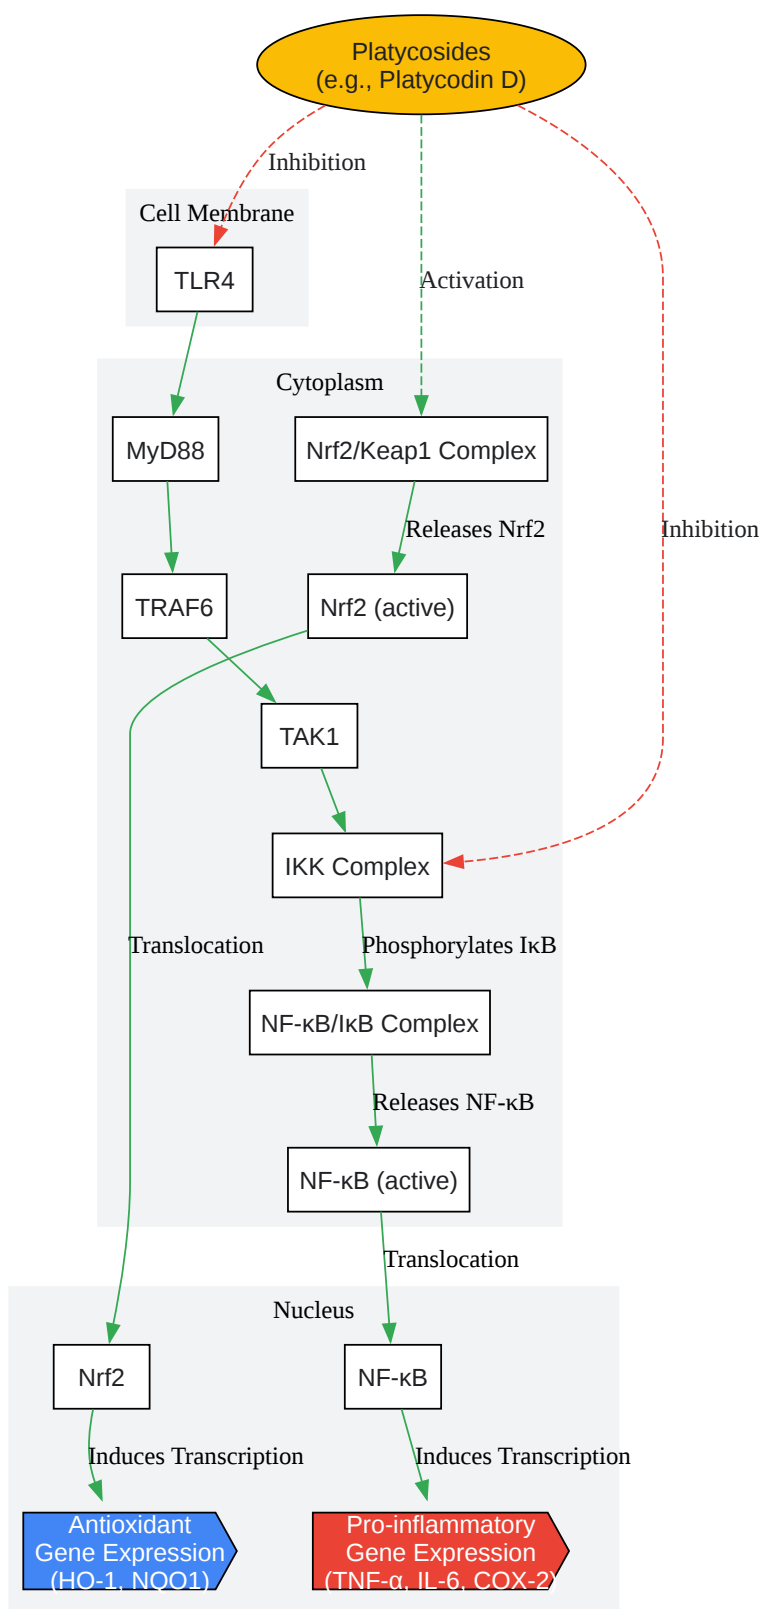 Platycosides
(e.g., Platycodin D)
Inhibition
Cell Membrane
TLR4
Activation
Cytoplasm
MyD88
Nrf2/Keap1 Complex
Releases Nrf2
Inhibition
TRAF6
Nrf2 (active)
TAK1
IKK Complex
Translocation
Phosphorylates IκB
NF-κB/IκB Complex
Releases NF-κB
NF-κB (active)
Translocation
Nucleus
Nrf2
NF-κB
Induces Transcription
Induces Transcription
Antioxidant
Gene Expression
(HO-1, NQO1)
Pro-inflammatory
Gene Expression
(TNF-α, IL-6, COX-2)